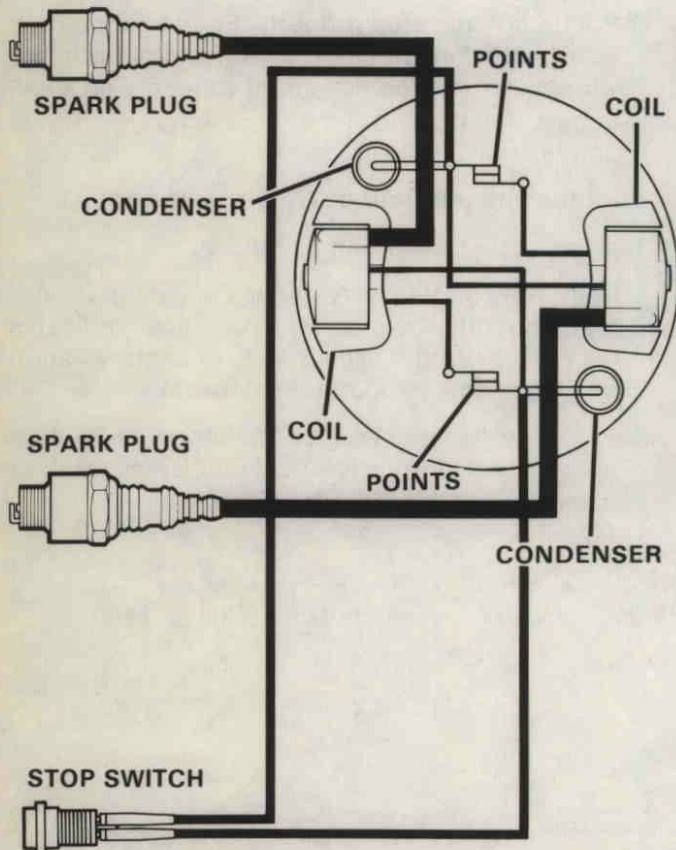 SPARK PLUG
POINTS
COIL
CONDENSER
COIL
SPARK PLUG
POINTS
CONDENSER
STOP SWITCH